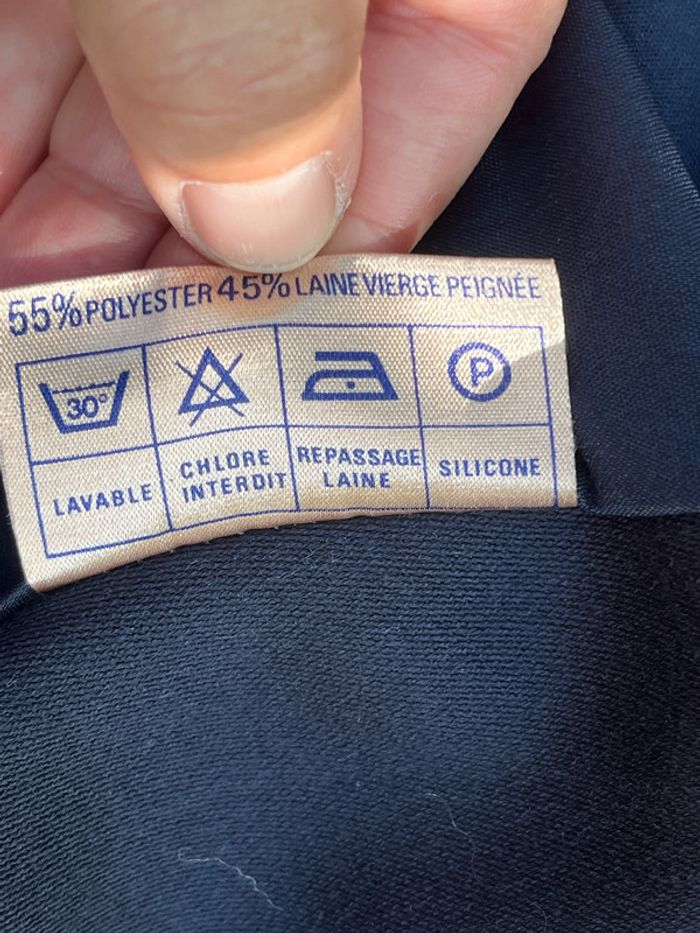 55% POLYESTER 45% LAINE VIERGE PEIGNÉE
30° P
LAVABLE
CHLORE
INTERDIT
REPASSAGE
LAINE
SILICONE